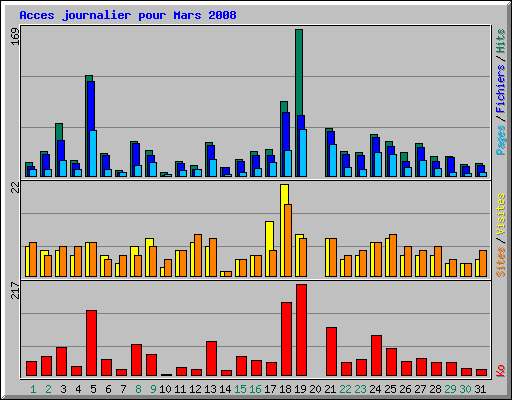 Acces journalier pour Mars 2008
169
22
217
Pages / Fichiers / Hits
Sites / Visites
Ko
1 2 3 4 5 6 7 8 9 10 11 12 13 14 15 16 17 18 19 20 21 22 23 24 25 26 27 28 29 30 31